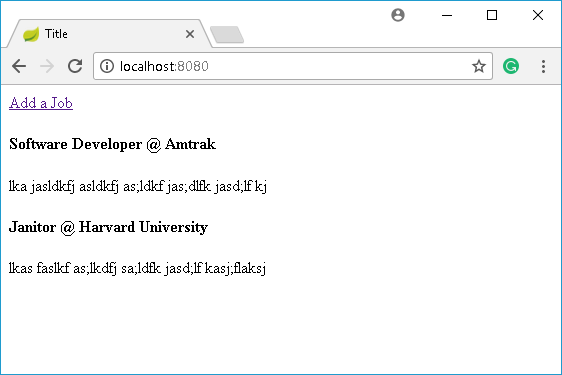 Title
localhost:8080
Add a Job
Software Developer @ Amtrak
lka jasldkfj asldkfj as;ldkf jas;dlfk jasd;lf kj
Janitor @ Harvard University
lkas faslkf as;lkdfj sa;ldfk jasd;lf kasj;flaksj